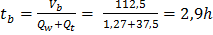 t_b = V_b / (Q_w+Q_t) = 112,5 / (1,27+37,5) = 2,9h